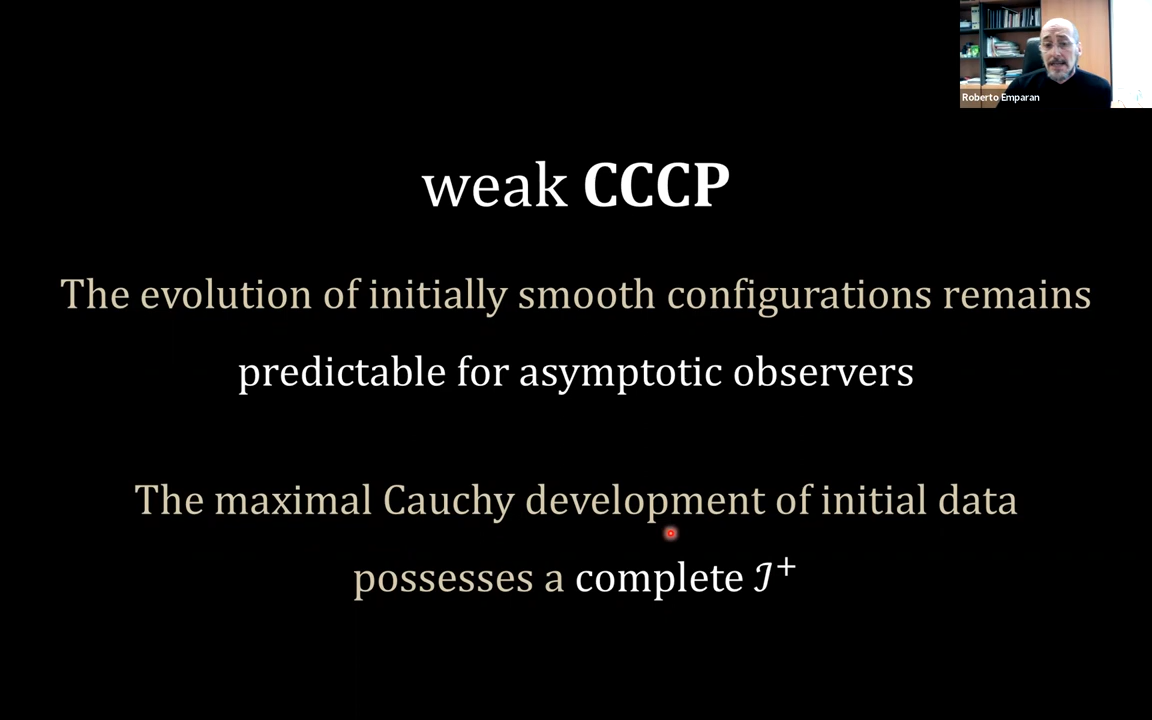 Roberto Emparan
weak CCCP
The evolution of initially smooth configurations remains
predictable for asymptotic observers
The maximal Cauchy development of initial data
possesses a complete ℐ⁺